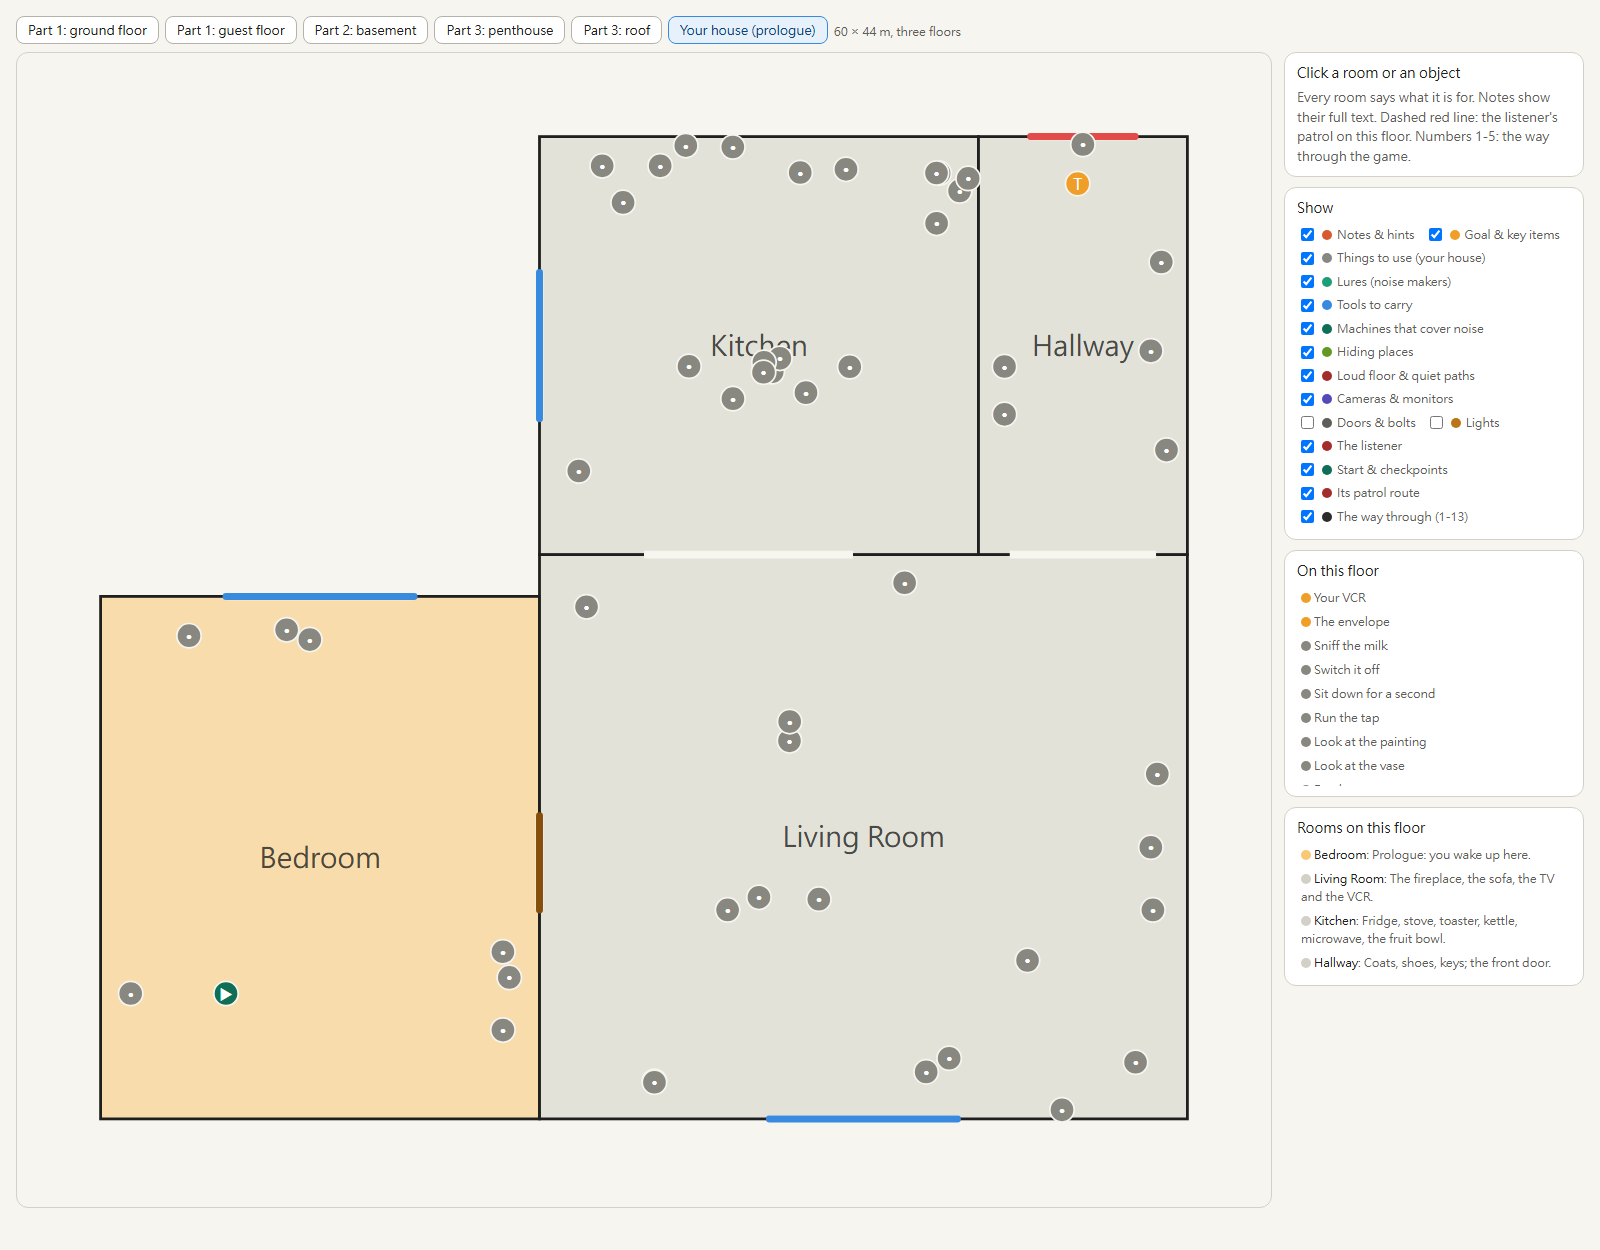 Part 1: ground floor
Part 1: guest floor
Part 2: basement
Part 3: penthouse
Part 3: roof
Your house (prologue)
60 × 44 m, three floors
Kitchen
Hallway
T
Bedroom
Living Room
Click a room or an object
Every room says what it is for. Notes show
their full text. Dashed red line: the listener's
patrol on this floor. Numbers 1-5: the way
through the game.
Show
Notes & hints
Goal & key items
Things to use (your house)
Lures (noise makers)
Tools to carry
Machines that cover noise
Hiding places
Loud floor & quiet paths
Cameras & monitors
Doors & bolts
Lights
The listener
Start & checkpoints
Its patrol route
The way through (1-13)
On this floor
Your VCR
The envelope
Sniff the milk
Switch it off
Sit down for a second
Run the tap
Look at the painting
Look at the vase
Rooms on this floor
Bedroom: Prologue: you wake up here.
Living Room: The fireplace, the sofa, the TV
and the VCR.
Kitchen: Fridge, stove, toaster, kettle,
microwave, the fruit bowl.
Hallway: Coats, shoes, keys; the front door.